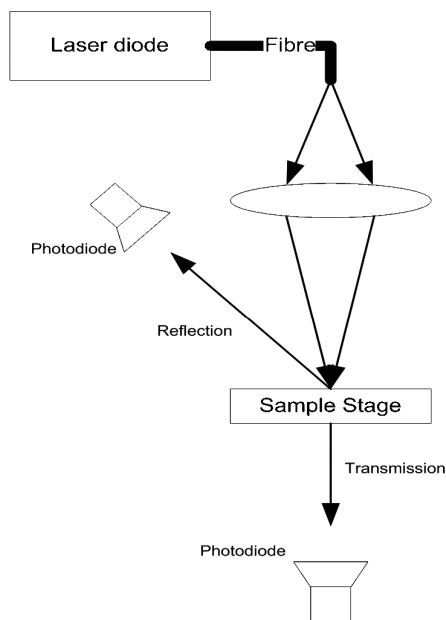 Laser diode
Fibre
Photodiode
Reflection
Sample Stage
Transmission
Photodiode